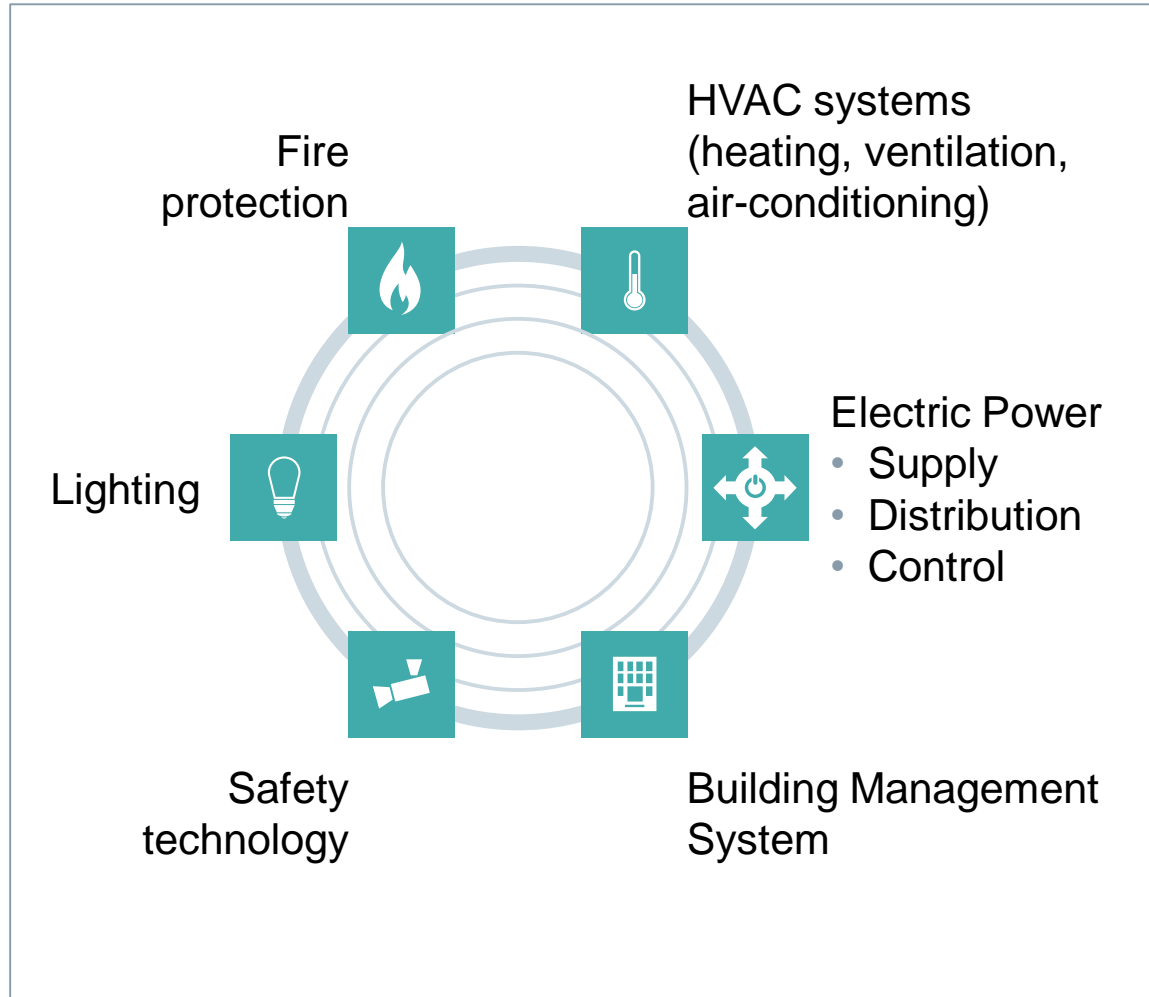 Fire
protection
HVAC systems
(heating, ventilation,
air-conditioning)
Lighting
Electric Power
• Supply
• Distribution
• Control
Safety
technology
Building Management
System